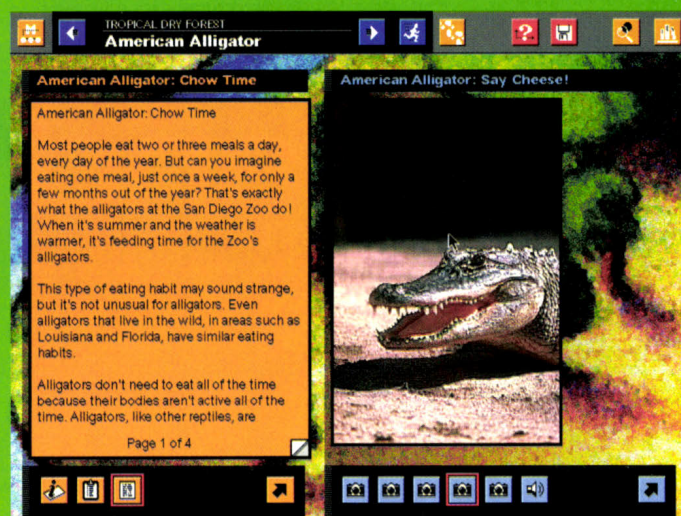 TROPICAL DRY FOREST
American Alligator
American Alligator: Chow Time
American Alligator: Chow Time
Most people eat two or three meals a day,
every day of the year. But can you imagine
eating one meal, just once a week, for only a
few months out of the year? That's exactly
what the alligators at the San Diego Zoo do!
When it's summer and the weather is
warmer, it's feeding time for the Zoo's
alligators.
This type of eating habit may sound strange,
but it's not unusual for alligators. Even
alligators that live in the wild, in areas such as
Louisiana and Florida, have similar eating
habits.
Alligators don't need to eat all of the time
because their bodies aren't active all of the
time. Alligators, like other reptiles, are
Page 1 of 4
American Alligator: Say Cheese!